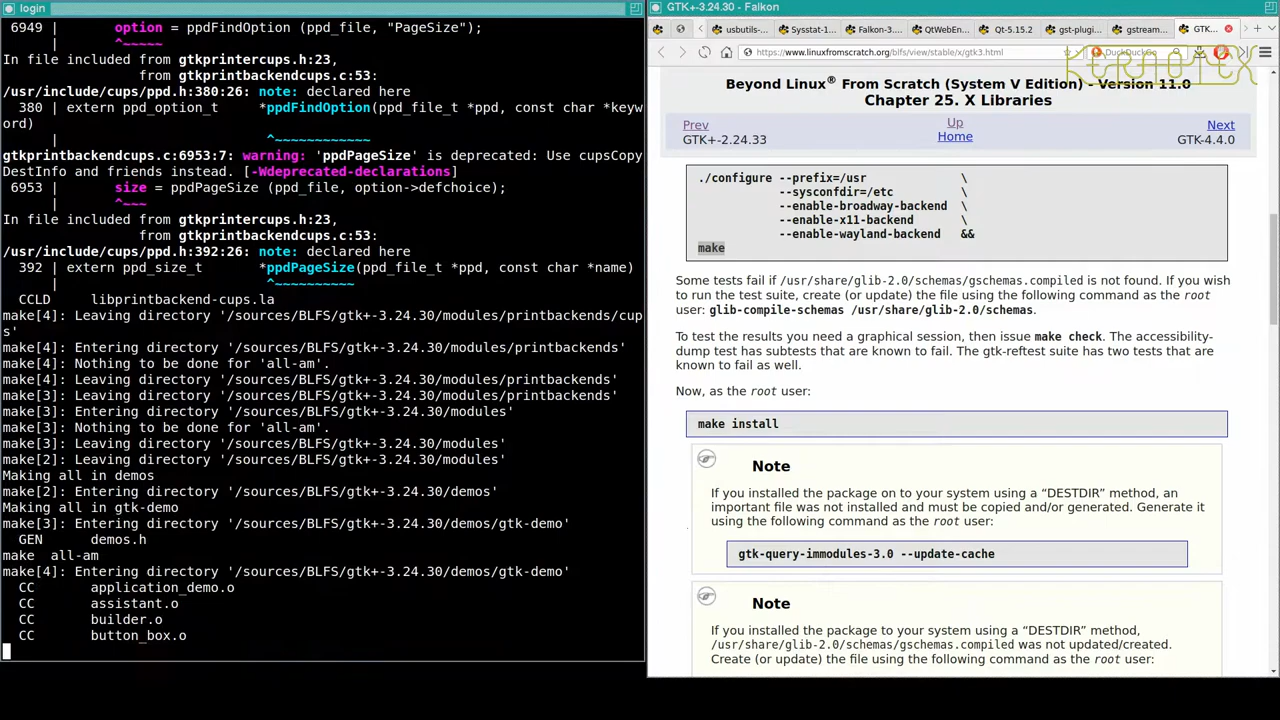 login
6949 |       option = ppdFindOption (ppd_file, "PageSize");
|       ^~~~~~
In file included from gtkprintercups.h:23,
from gtkprintbackendcups.c:53:
/usr/include/cups/ppd.h:380:26: note: declared here
380 | extern ppd_option_t     *ppdFindOption(ppd_file_t *ppd, const char *keyw
ord)
|                          ^~~~~~~~~~~~~
gtkprintbackendcups.c:6953:7: warning: 'ppdPageSize' is deprecated: Use cupsCopy
DestInfo and friends instead. [-Wdeprecated-declarations]
6953 |       size = ppdPageSize (ppd_file, option->defchoice);
|       ^~~~
In file included from gtkprintercups.h:23,
from gtkprintbackendcups.c:53:
/usr/include/cups/ppd.h:392:26: note: declared here
392 | extern ppd_size_t       *ppdPageSize(ppd_file_t *ppd, const char *name)
|                          ^~~~~~~~~~~
CCLD     libprintbackend-cups.la
make[4]: Leaving directory '/sources/BLFS/gtk+-3.24.30/modules/printbackends/cup
s'
make[4]: Entering directory '/sources/BLFS/gtk+-3.24.30/modules/printbackends'
make[4]: Nothing to be done for 'all-am'.
make[4]: Leaving directory '/sources/BLFS/gtk+-3.24.30/modules/printbackends'
make[3]: Leaving directory '/sources/BLFS/gtk+-3.24.30/modules/printbackends'
make[3]: Entering directory '/sources/BLFS/gtk+-3.24.30/modules'
make[3]: Nothing to be done for 'all-am'.
make[3]: Leaving directory '/sources/BLFS/gtk+-3.24.30/modules'
make[2]: Leaving directory '/sources/BLFS/gtk+-3.24.30/modules'
Making all in demos
make[2]: Entering directory '/sources/BLFS/gtk+-3.24.30/demos'
Making all in gtk-demo
make[3]: Entering directory '/sources/BLFS/gtk+-3.24.30/demos/gtk-demo'
GEN      demos.h
make  all-am
make[4]: Entering directory '/sources/BLFS/gtk+-3.24.30/demos/gtk-demo'
CC       application_demo.o
CC       assistant.o
CC       builder.o
CC       button_box.o
GTK+-3.24.30 - Falkon
usbutils- Sysstat-1 Falkon-3. QtWebEn Qt-5.15.2 gst-plugi gstream GTK
https://www.linuxfromscratch.org/blfs/view/stable/x/gtk3.html DuckDuckGo
KERNOTEX
Beyond Linux® From Scratch (System V Edition) - Version 11.0
Chapter 25. X Libraries
Prev Up Next
GTK+-2.24.33 Home GTK-4.4.0
./configure --prefix=/usr \
--sysconfdir=/etc \
--enable-broadway-backend \
--enable-x11-backend \
--enable-wayland-backend &&
make
Some tests fail if /usr/share/glib-2.0/schemas/gschemas.compiled is not found. If you wish
to run the test suite, create (or update) the file using the following command as the root
user: glib-compile-schemas /usr/share/glib-2.0/schemas.
To test the results you need a graphical session, then issue make check. The accessibility-
dump test has subtests that are known to fail. The gtk-reftest suite has two tests that are
known to fail as well.
Now, as the root user:
make install
Note
If you installed the package on to your system using a “DESTDIR” method, an
important file was not installed and must be copied and/or generated. Generate it
using the following command as the root user:
gtk-query-immodules-3.0 --update-cache
Note
If you installed the package to your system using a “DESTDIR” method,
/usr/share/glib-2.0/schemas/gschemas.compiled was not updated/created.
Create (or update) the file using the following command as the root user: